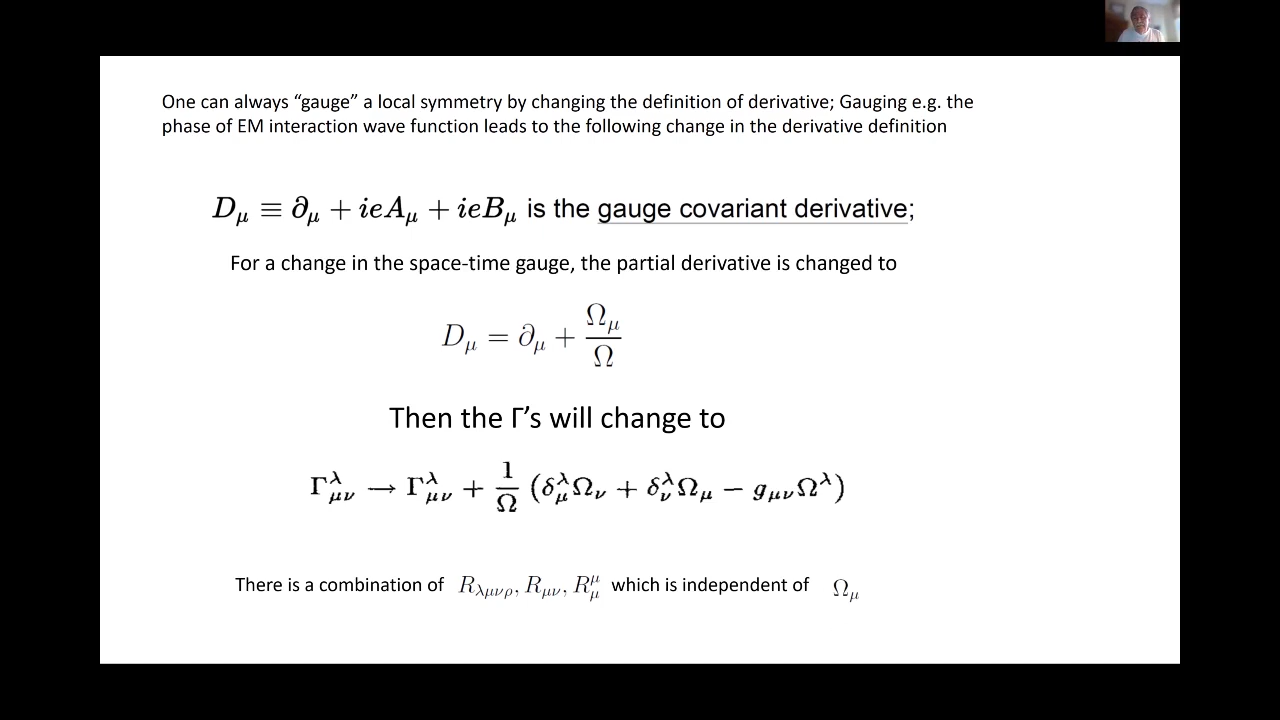 One can always “gauge” a local symmetry by changing the definition of derivative; Gauging e.g. the
phase of EM interaction wave function leads to the following change in the derivative definition
D_μ ≡ ∂_μ + ieA_μ + ieB_μ is the gauge covariant derivative;
For a change in the space-time gauge, the partial derivative is changed to
D_μ = ∂_μ + Ω_μ/Ω
Then the Γ’s will change to
Γ^λ_μν → Γ^λ_μν + 1/Ω (δ^λ_μ Ω_ν + δ^λ_ν Ω_μ − g_μν Ω^λ)
There is a combination of R_λμνρ, R_μν, R^μ_μ which is independent of Ω_μ